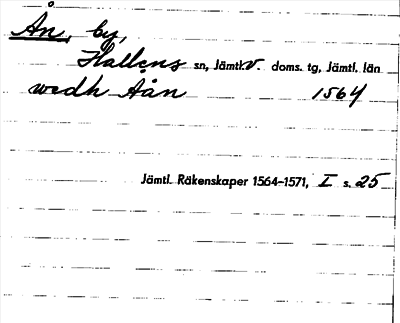 Ån, by,
Hallens sn, Jämtl. v. doms. tg, Jämtl. län
wedh Åån 1564
Jämtl. Räkenskaper 1564–1571, I s. 25